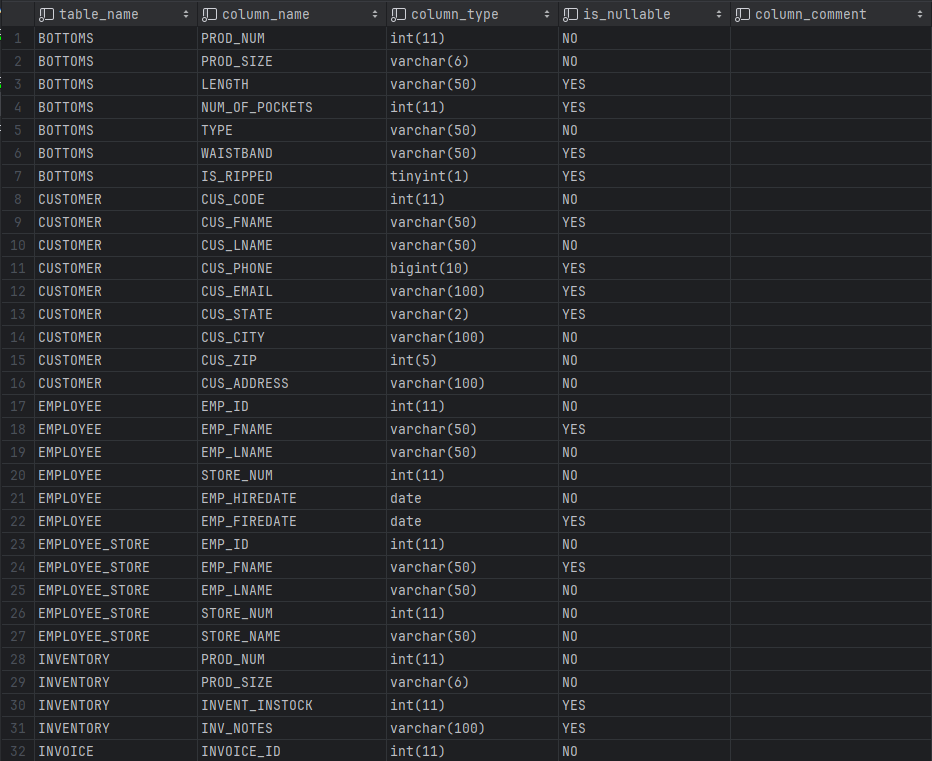 table_name column_name column_type is_nullable column_comment
1 BOTTOMS PROD_NUM int(11) NO
2 BOTTOMS PROD_SIZE varchar(6) NO
3 BOTTOMS LENGTH varchar(50) YES
4 BOTTOMS NUM_OF_POCKETS int(11) YES
5 BOTTOMS TYPE varchar(50) NO
6 BOTTOMS WAISTBAND varchar(50) YES
7 BOTTOMS IS_RIPPED tinyint(1) YES
8 CUSTOMER CUS_CODE int(11) NO
9 CUSTOMER CUS_FNAME varchar(50) YES
10 CUSTOMER CUS_LNAME varchar(50) NO
11 CUSTOMER CUS_PHONE bigint(10) YES
12 CUSTOMER CUS_EMAIL varchar(100) YES
13 CUSTOMER CUS_STATE varchar(2) YES
14 CUSTOMER CUS_CITY varchar(100) NO
15 CUSTOMER CUS_ZIP int(5) NO
16 CUSTOMER CUS_ADDRESS varchar(100) NO
17 EMPLOYEE EMP_ID int(11) NO
18 EMPLOYEE EMP_FNAME varchar(50) YES
19 EMPLOYEE EMP_LNAME varchar(50) NO
20 EMPLOYEE STORE_NUM int(11) NO
21 EMPLOYEE EMP_HIREDATE date NO
22 EMPLOYEE EMP_FIREDATE date YES
23 EMPLOYEE_STORE EMP_ID int(11) NO
24 EMPLOYEE_STORE EMP_FNAME varchar(50) YES
25 EMPLOYEE_STORE EMP_LNAME varchar(50) NO
26 EMPLOYEE_STORE STORE_NUM int(11) NO
27 EMPLOYEE_STORE STORE_NAME varchar(50) NO
28 INVENTORY PROD_NUM int(11) NO
29 INVENTORY PROD_SIZE varchar(6) NO
30 INVENTORY INVENT_INSTOCK int(11) YES
31 INVENTORY INV_NOTES varchar(100) YES
32 INVOICE INVOICE_ID int(11) NO